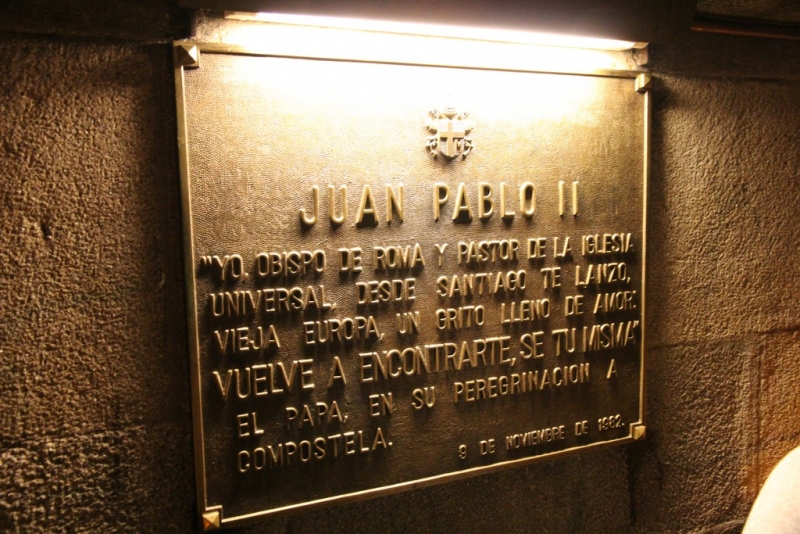 JUAN PABLO II
"YO, OBISPO DE ROMA Y PASTOR DE LA IGLESIA
UNIVERSAL, DESDE SANTIAGO TE LANZO,
VIEJA EUROPA, UN GRITO LLENO DE AMOR:
VUELVE A ENCONTRARTE, SE TU MISMA"
EL PAPA, EN SU PEREGRINACION A
COMPOSTELA.
9 DE NOVIEMBRE DE 1982.